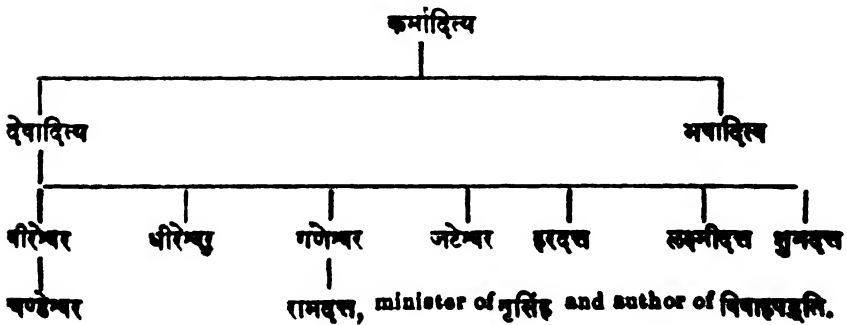 कर्मादित्य
देवादित्य भवादित्य
वीरेश्वर धीरेश्वर गणेश्वर जटेश्वर हरदत्त लक्ष्मीदत्त शुभदत्त
चण्डेश्वर रामदत्त, minister of नृसिंह and author of विवाहपद्धति.